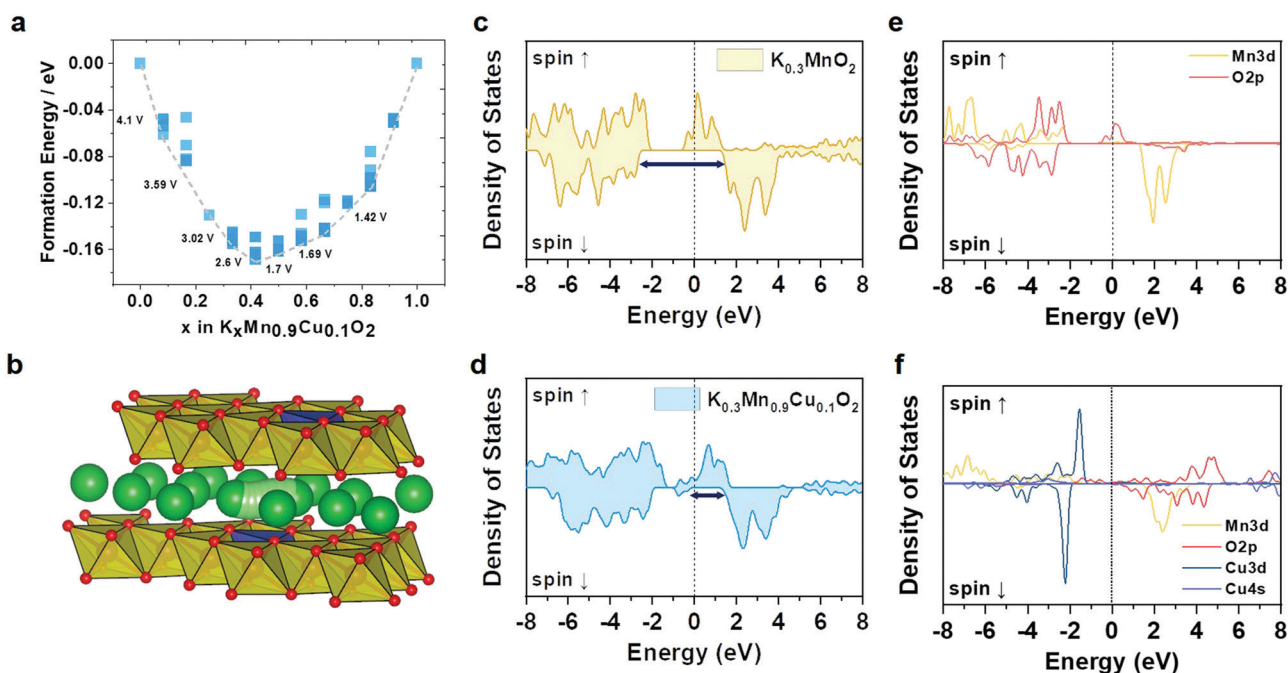 a
Formation Energy / eV
0.00
-0.04
-0.08
-0.12
-0.16
4.1 V
3.59 V
3.02 V
2.6 V
1.7 V
1.69 V
1.42 V
0.0 0.2 0.4 0.6 0.8 1.0
x in KₓMn₀.₉Cu₀.₁O₂
b
c
Density of States
spin ↑
K₀.₃MnO₂
spin ↓
-8 -6 -4 -2 0 2 4 6 8
Energy (eV)
d
Density of States
spin ↑
K₀.₃Mn₀.₉Cu₀.₁O₂
spin ↓
-8 -6 -4 -2 0 2 4 6 8
Energy (eV)
e
Density of States
spin ↑
Mn3d
O2p
spin ↓
-8 -6 -4 -2 0 2 4 6 8
Energy (eV)
f
Density of States
spin ↑
Mn3d
O2p
Cu3d
Cu4s
spin ↓
-8 -6 -4 -2 0 2 4 6 8
Energy (eV)